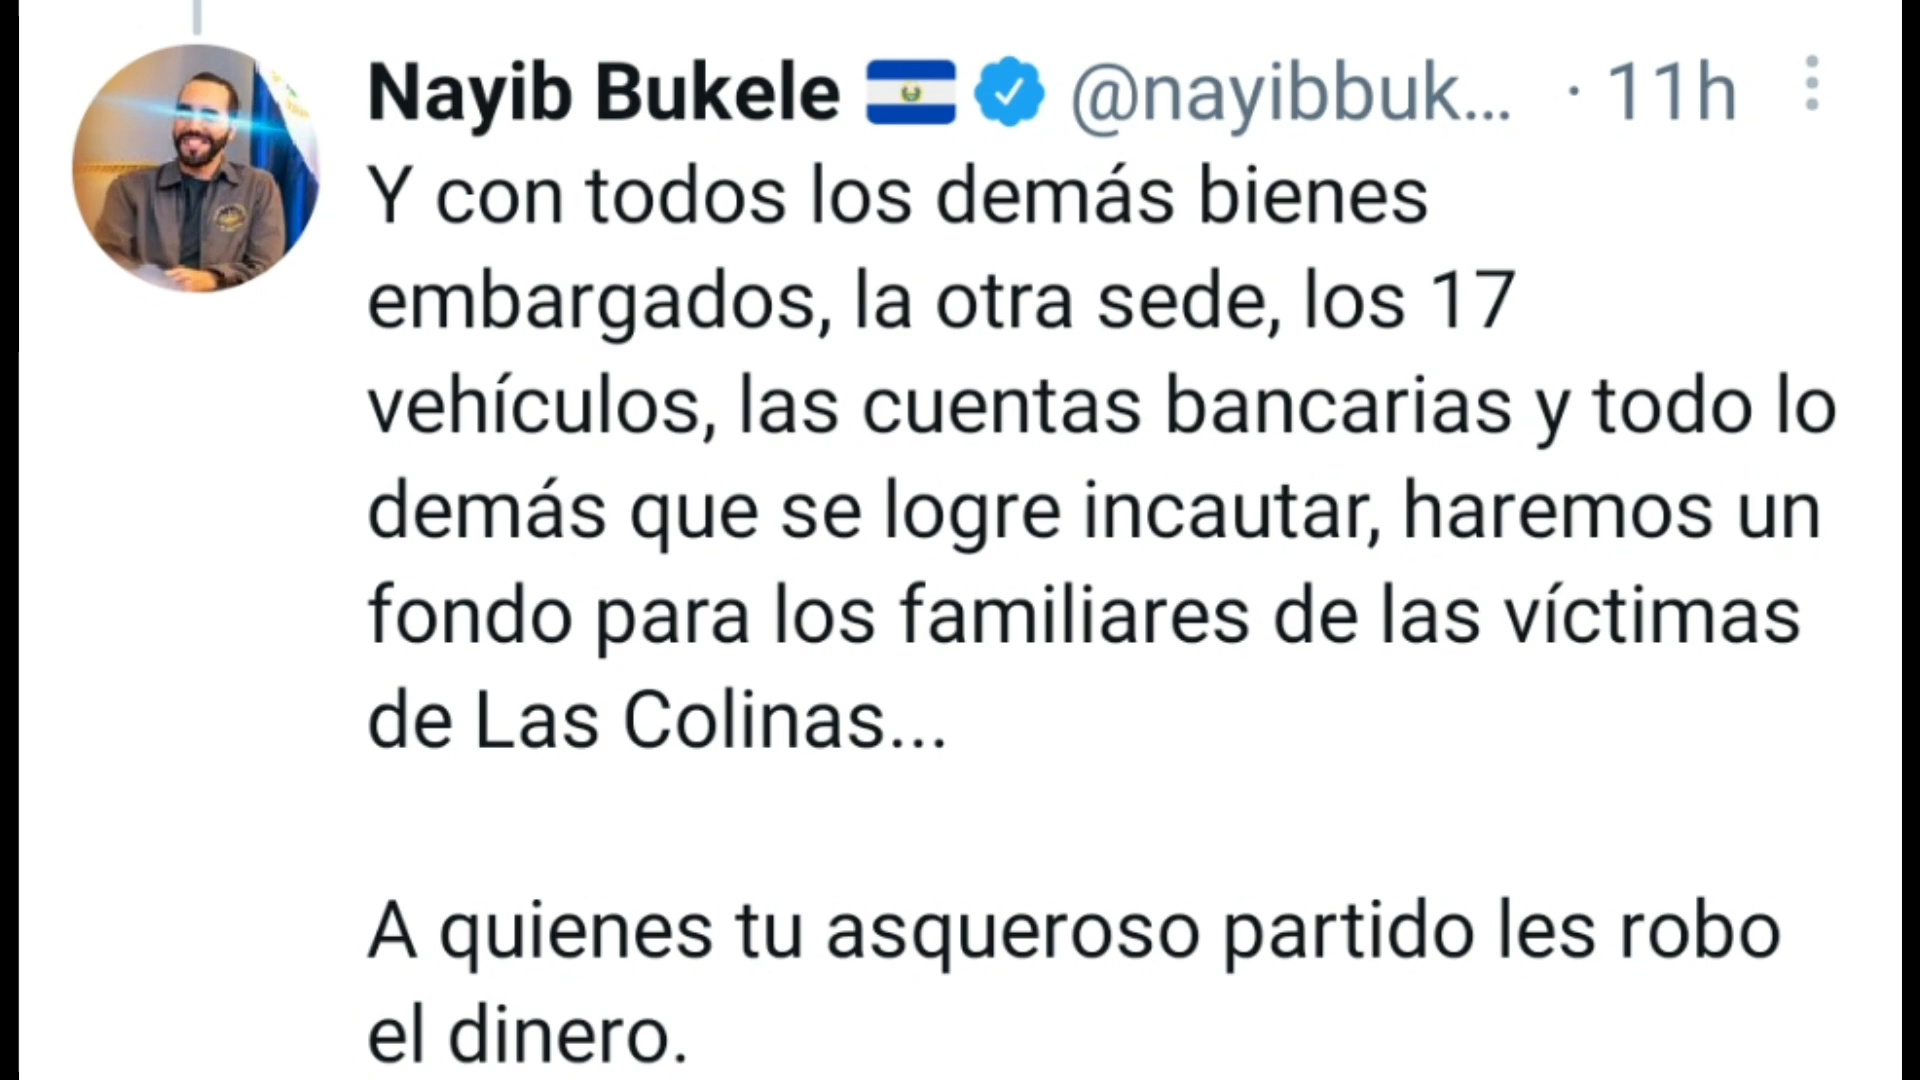 Nayib Bukele @nayibbuk... · 11h
Y con todos los demás bienes
embargados, la otra sede, los 17
vehículos, las cuentas bancarias y todo lo
demás que se logre incautar, haremos un
fondo para los familiares de las víctimas
de Las Colinas...
A quienes tu asqueroso partido les robo
el dinero.